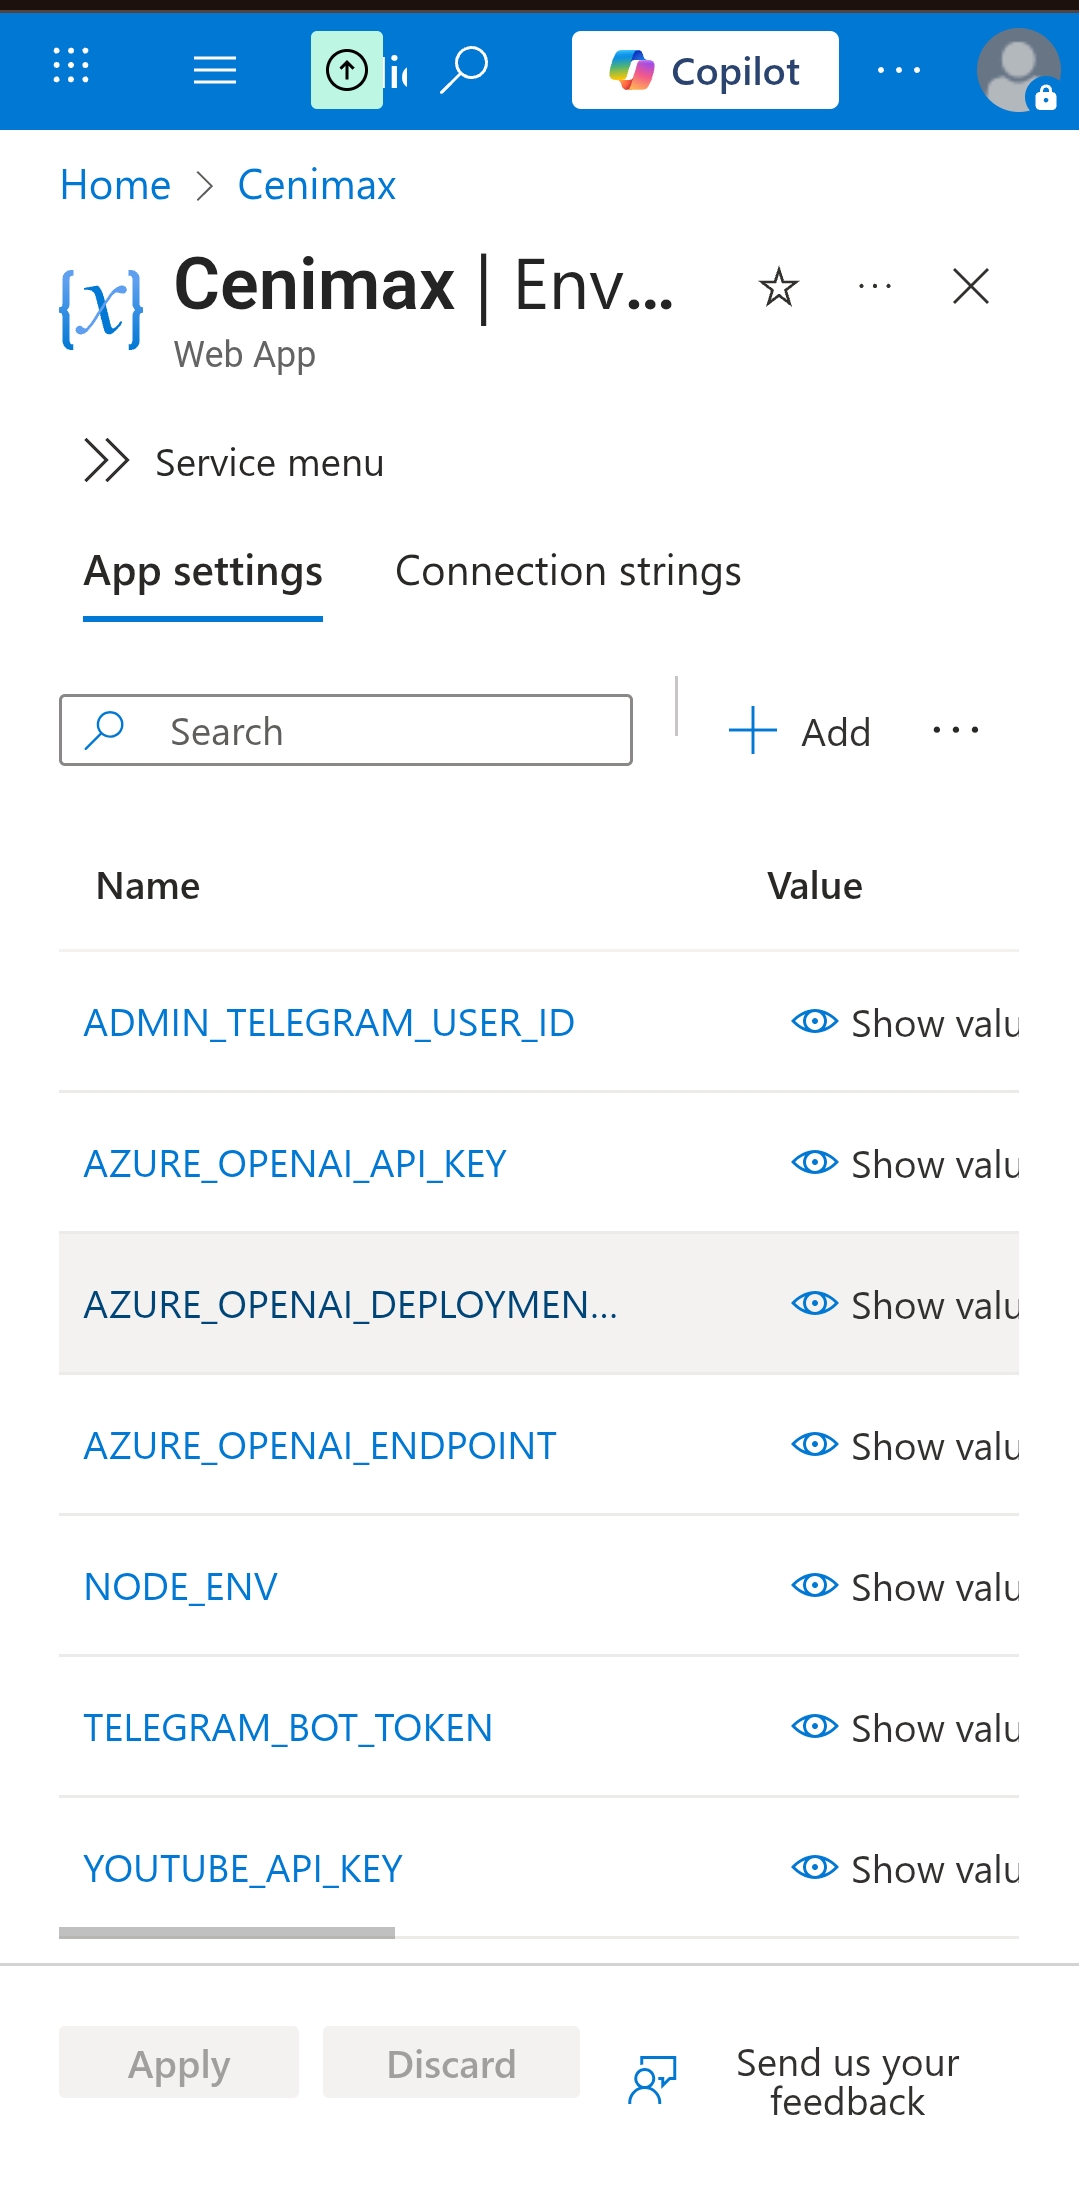 Copilot
Home > Cenimax
Cenimax | Env...
Web App
Service menu
App settings Connection strings
Search Add
Name Value
ADMIN_TELEGRAM_USER_ID Show valu
AZURE_OPENAI_API_KEY Show valu
AZURE_OPENAI_DEPLOYMEN... Show valu
AZURE_OPENAI_ENDPOINT Show valu
NODE_ENV Show valu
TELEGRAM_BOT_TOKEN Show valu
YOUTUBE_API_KEY Show valu
Apply Discard Send us your
feedback